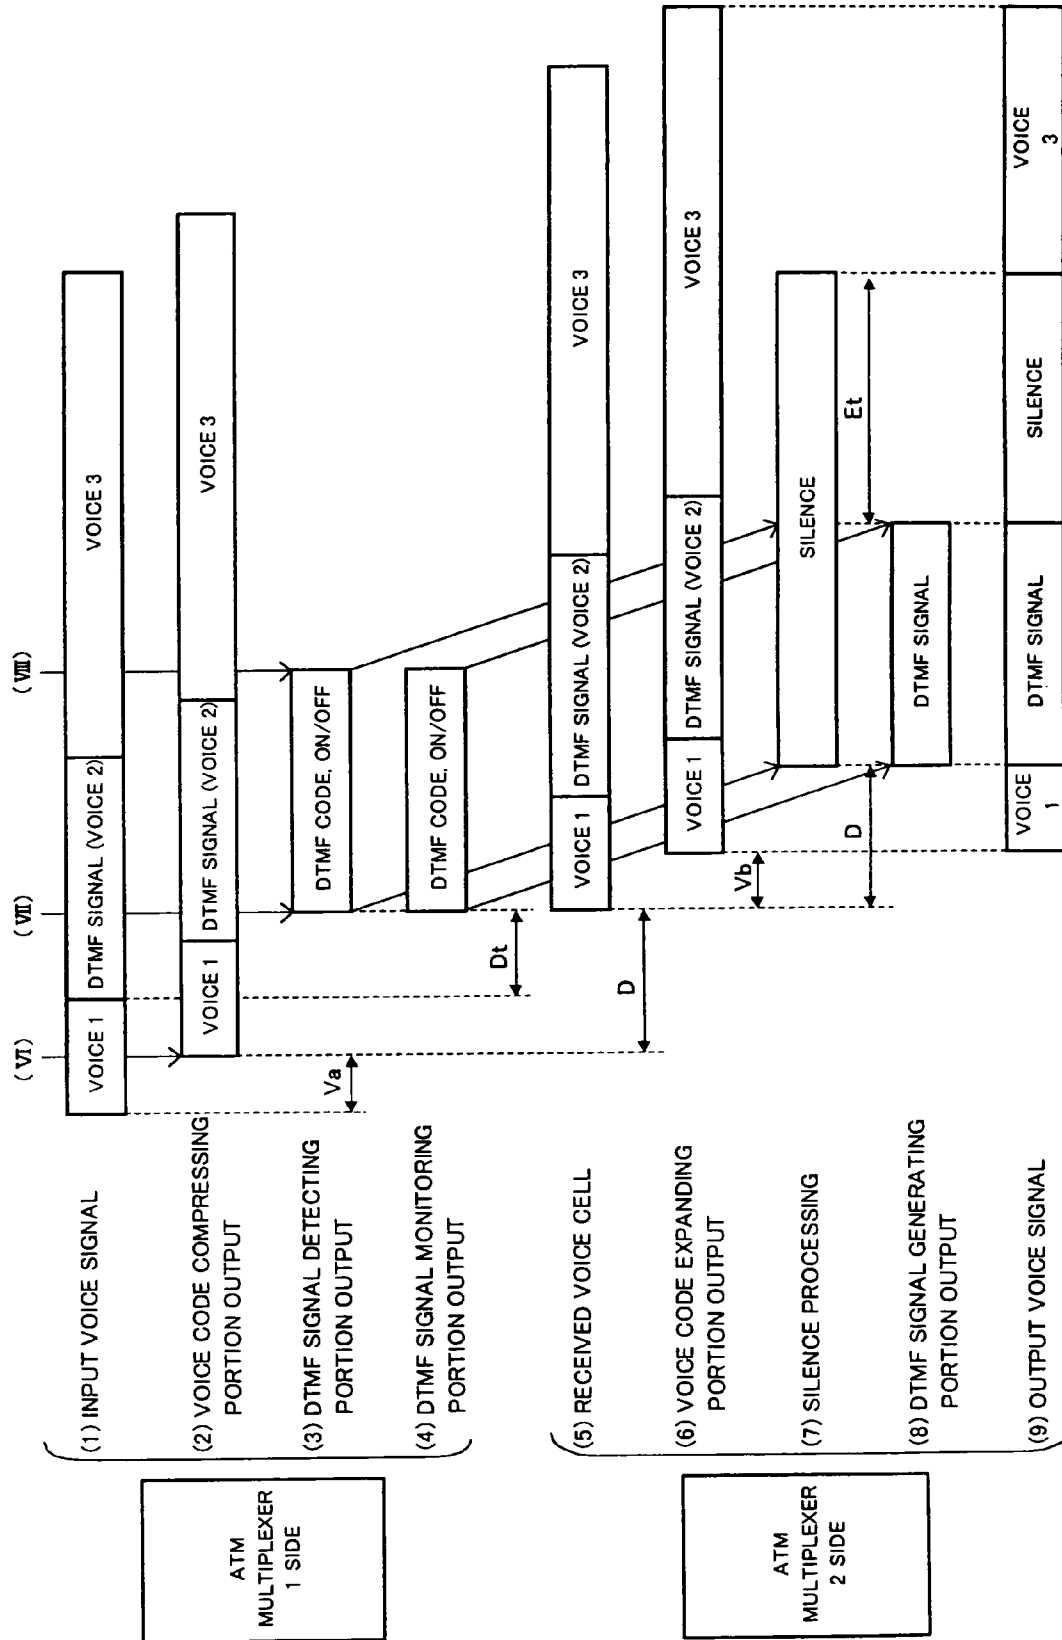 (VI)
(VII)
(VIII)
ATM
MULTIPLEXER
1 SIDE
(1) INPUT VOICE SIGNAL
VOICE 1
DTMF SIGNAL (VOICE 2)
VOICE 3
(2) VOICE CODE COMPRESSING
PORTION OUTPUT
VOICE 1
DTMF SIGNAL (VOICE 2)
VOICE 3
Va
(3) DTMF SIGNAL DETECTING
PORTION OUTPUT
DTMF CODE, ON/OFF
(4) DTMF SIGNAL MONITORING
PORTION OUTPUT
DTMF CODE, ON/OFF
Dt
D
ATM
MULTIPLEXER
2 SIDE
(5) RECEIVED VOICE CELL
VOICE 1
DTMF SIGNAL (VOICE 2)
VOICE 3
(6) VOICE CODE EXPANDING
PORTION OUTPUT
VOICE 1
DTMF SIGNAL (VOICE 2)
VOICE 3
Vb
(7) SILENCE PROCESSING
SILENCE
D
Et
(8) DTMF SIGNAL GENERATING
PORTION OUTPUT
DTMF SIGNAL
(9) OUTPUT VOICE SIGNAL
VOICE
1
DTMF SIGNAL
SILENCE
VOICE
3